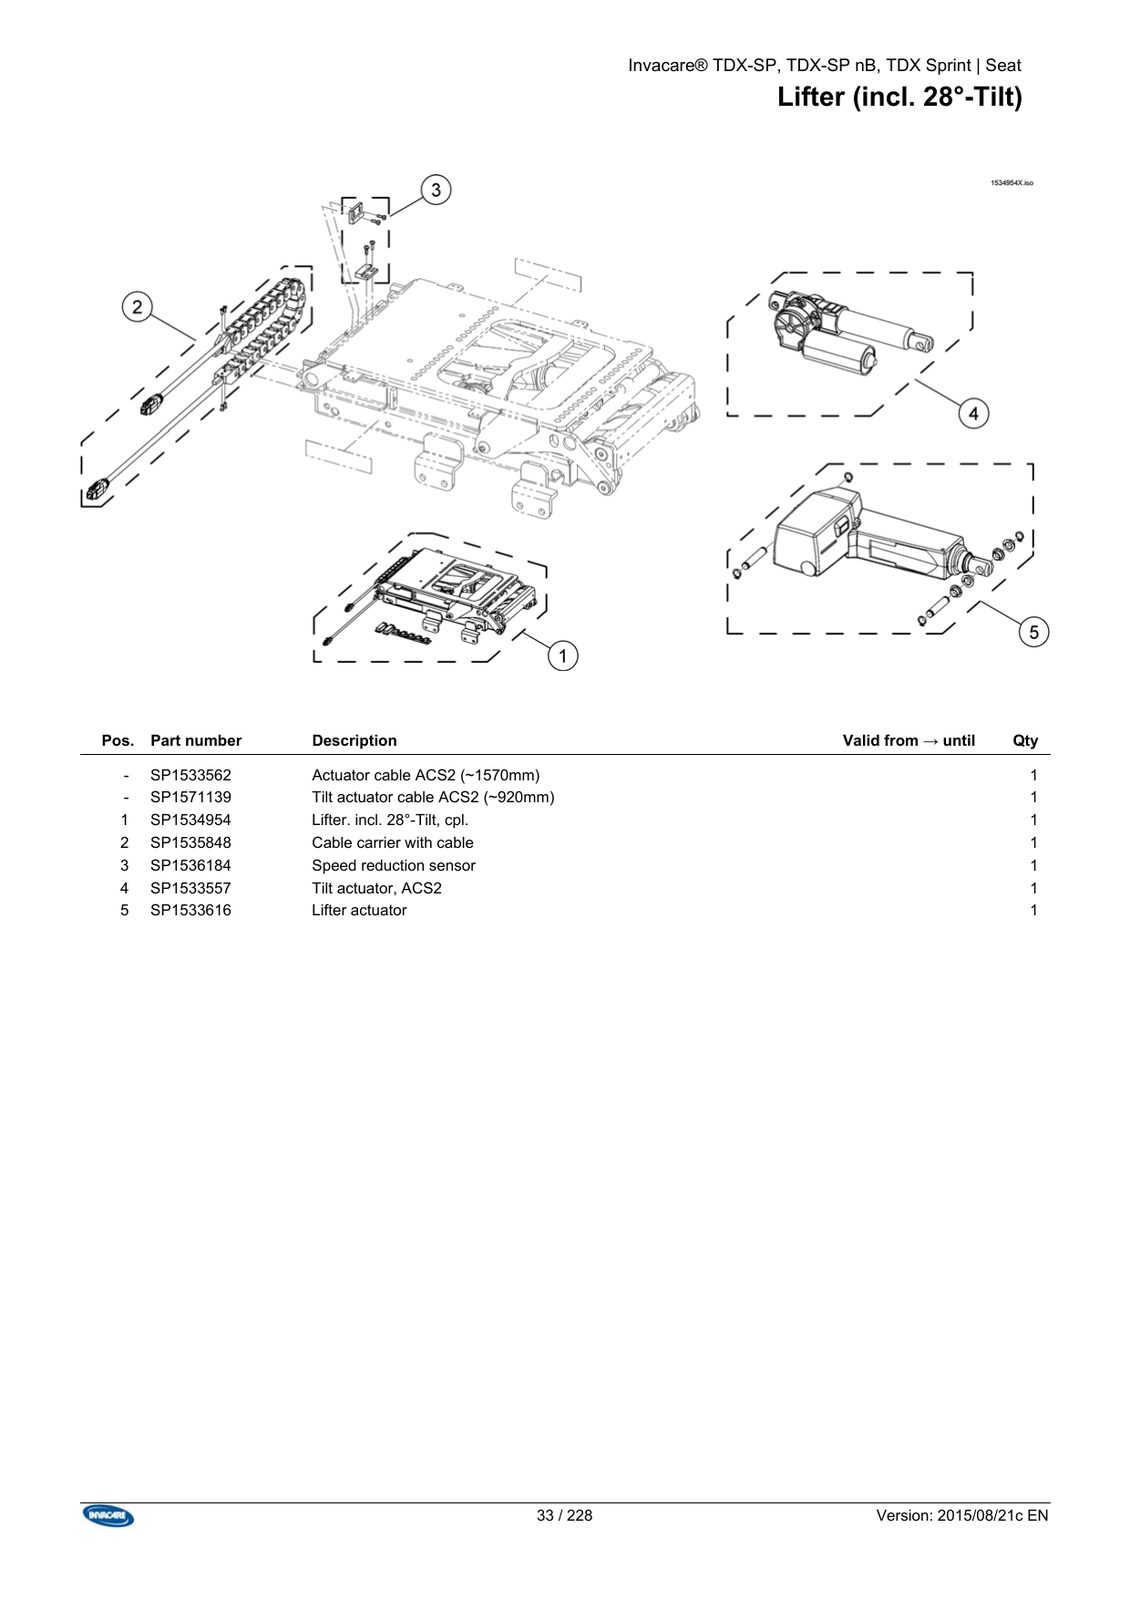 Invacare® TDX-SP, TDX-SP nB, TDX Sprint | Seat
Lifter (incl. 28°-Tilt)
1534954X.iso
3
2
4
5
1
Pos. Part number Description Valid from → until Qty
- SP1533562 Actuator cable ACS2 (~1570mm) 1
- SP1571139 Tilt actuator cable ACS2 (~920mm) 1
1 SP1534954 Lifter. incl. 28°-Tilt, cpl. 1
2 SP1535848 Cable carrier with cable 1
3 SP1536184 Speed reduction sensor 1
4 SP1533557 Tilt actuator, ACS2 1
5 SP1533616 Lifter actuator 1
INVACARE 33 / 228 Version: 2015/08/21c EN